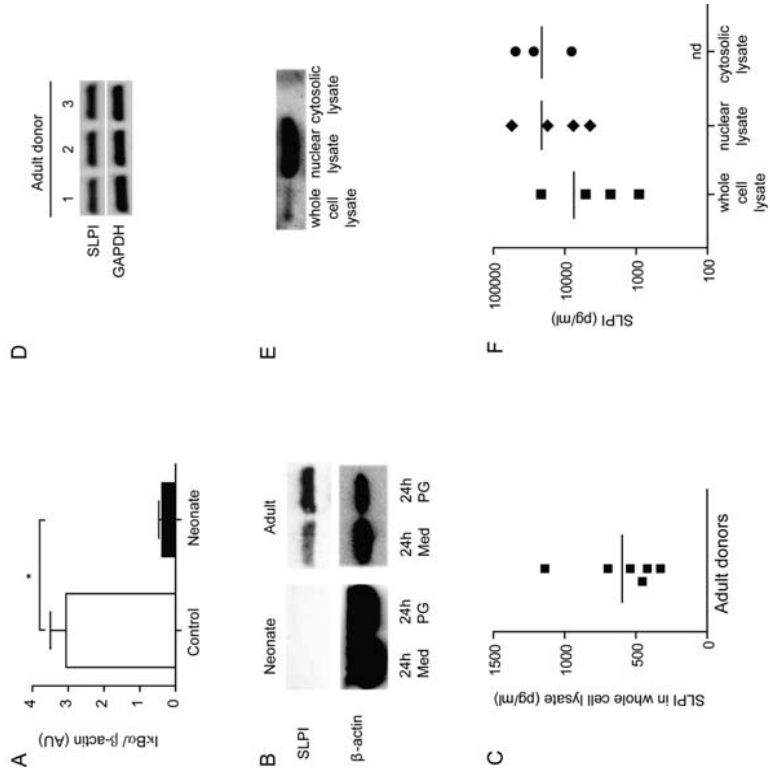 A
IκBα/ β-actin (AU)
4
3
2
1
0
*
Control
Neonate
B
Neonate
Adult
SLPI
β-actin
24h
Med
24h
PG
24h
Med
24h
PG
C
SLPI in whole cell lysate (pg/ml)
1500
1000
500
0
Adult donors
D
Adult donor
1 2 3
SLPI
GAPDH
E
whole
cell
lysate
nuclear
lysate
cytosolic
lysate
F
SLPI (pg/ml)
100000
10000
1000
100
nd
whole
cell
lysate
nuclear
lysate
cytosolic
lysate